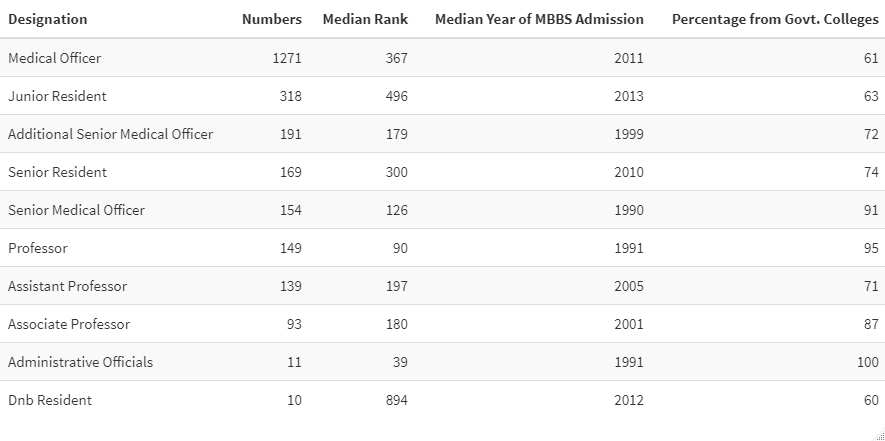 Designation Numbers Median Rank Median Year of MBBS Admission Percentage from Govt. Colleges
Medical Officer 1271 367 2011 61
Junior Resident 318 496 2013 63
Additional Senior Medical Officer 191 179 1999 72
Senior Resident 169 300 2010 74
Senior Medical Officer 154 126 1990 91
Professor 149 90 1991 95
Assistant Professor 139 197 2005 71
Associate Professor 93 180 2001 87
Administrative Officials 11 39 1991 100
Dnb Resident 10 894 2012 60